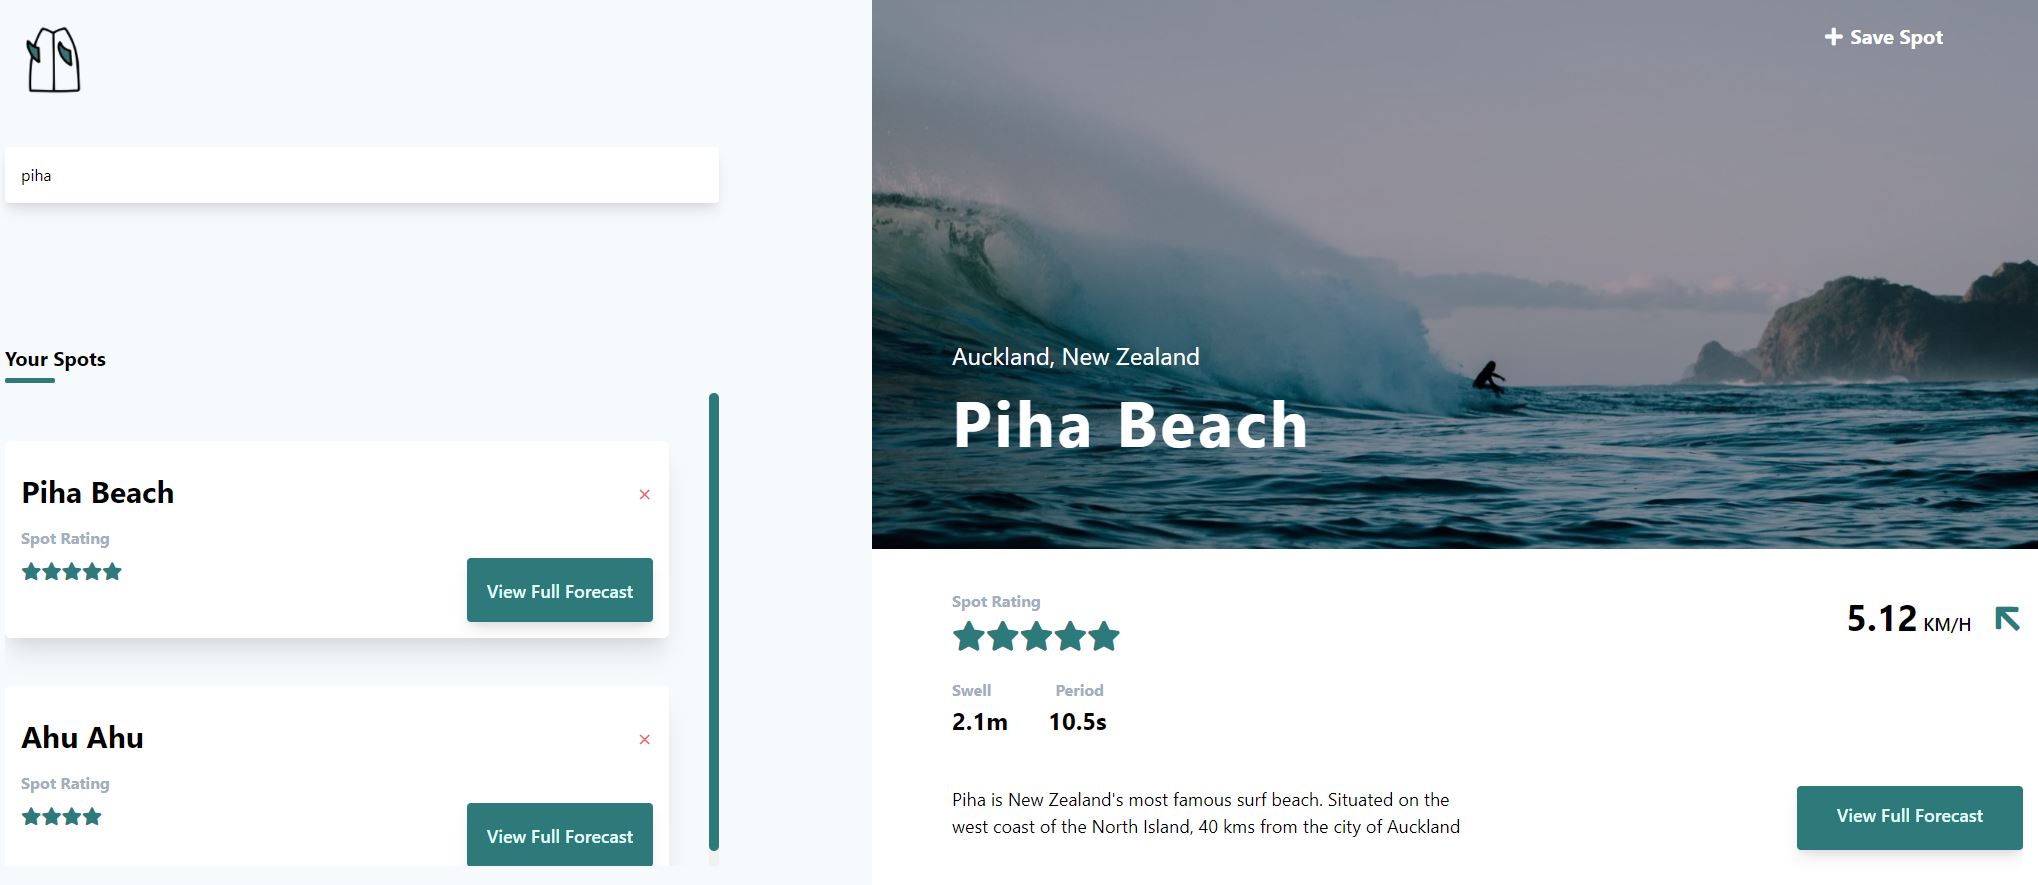 piha
Your Spots
Piha Beach
×
Spot Rating
View Full Forecast
Ahu Ahu
×
Spot Rating
View Full Forecast
+ Save Spot
Auckland, New Zealand
Piha Beach
Spot Rating
5.12 KM/H
Swell Period
2.1m 10.5s
Piha is New Zealand's most famous surf beach. Situated on the
west coast of the North Island, 40 kms from the city of Auckland
View Full Forecast